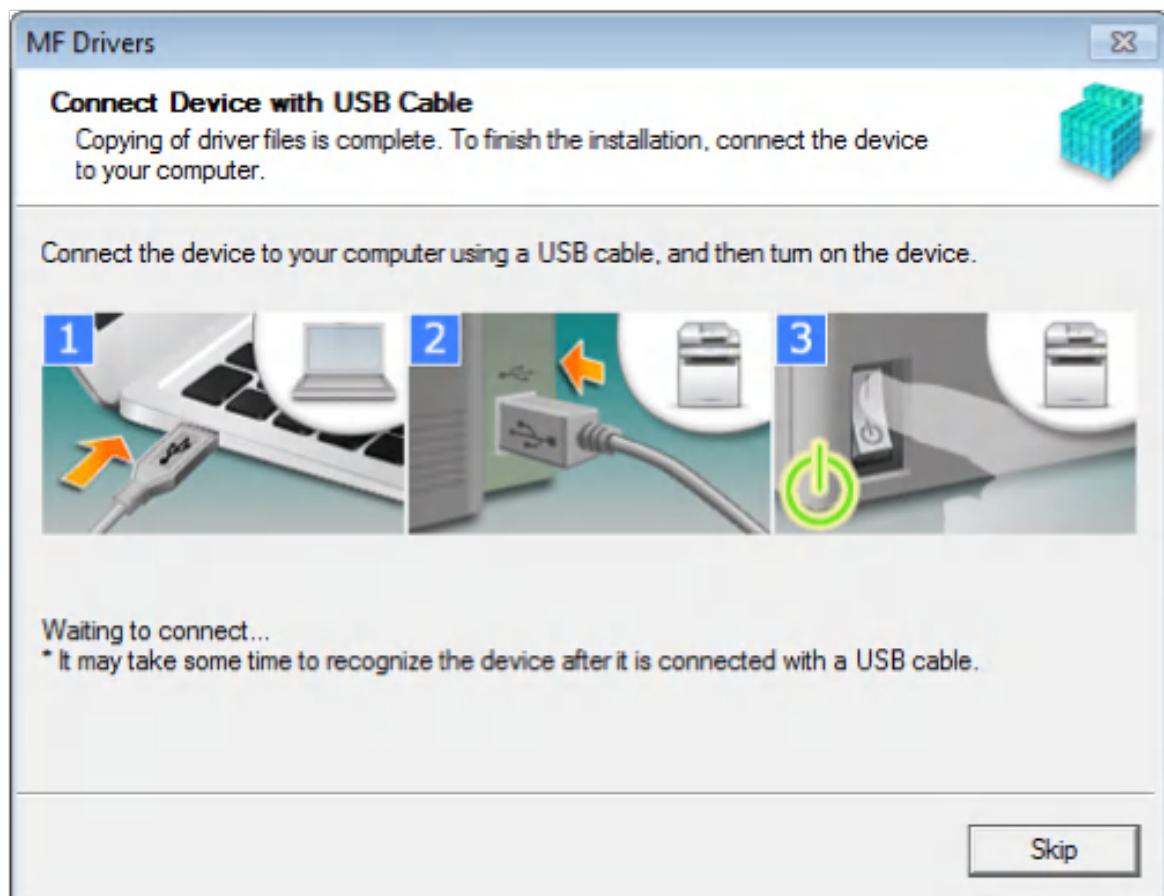 MF Drivers
Connect Device with USB Cable
Copying of driver files is complete. To finish the installation, connect the device
to your computer.
Connect the device to your computer using a USB cable, and then turn on the device.
1
2
3
Waiting to connect...
* It may take some time to recognize the device after it is connected with a USB cable.
Skip